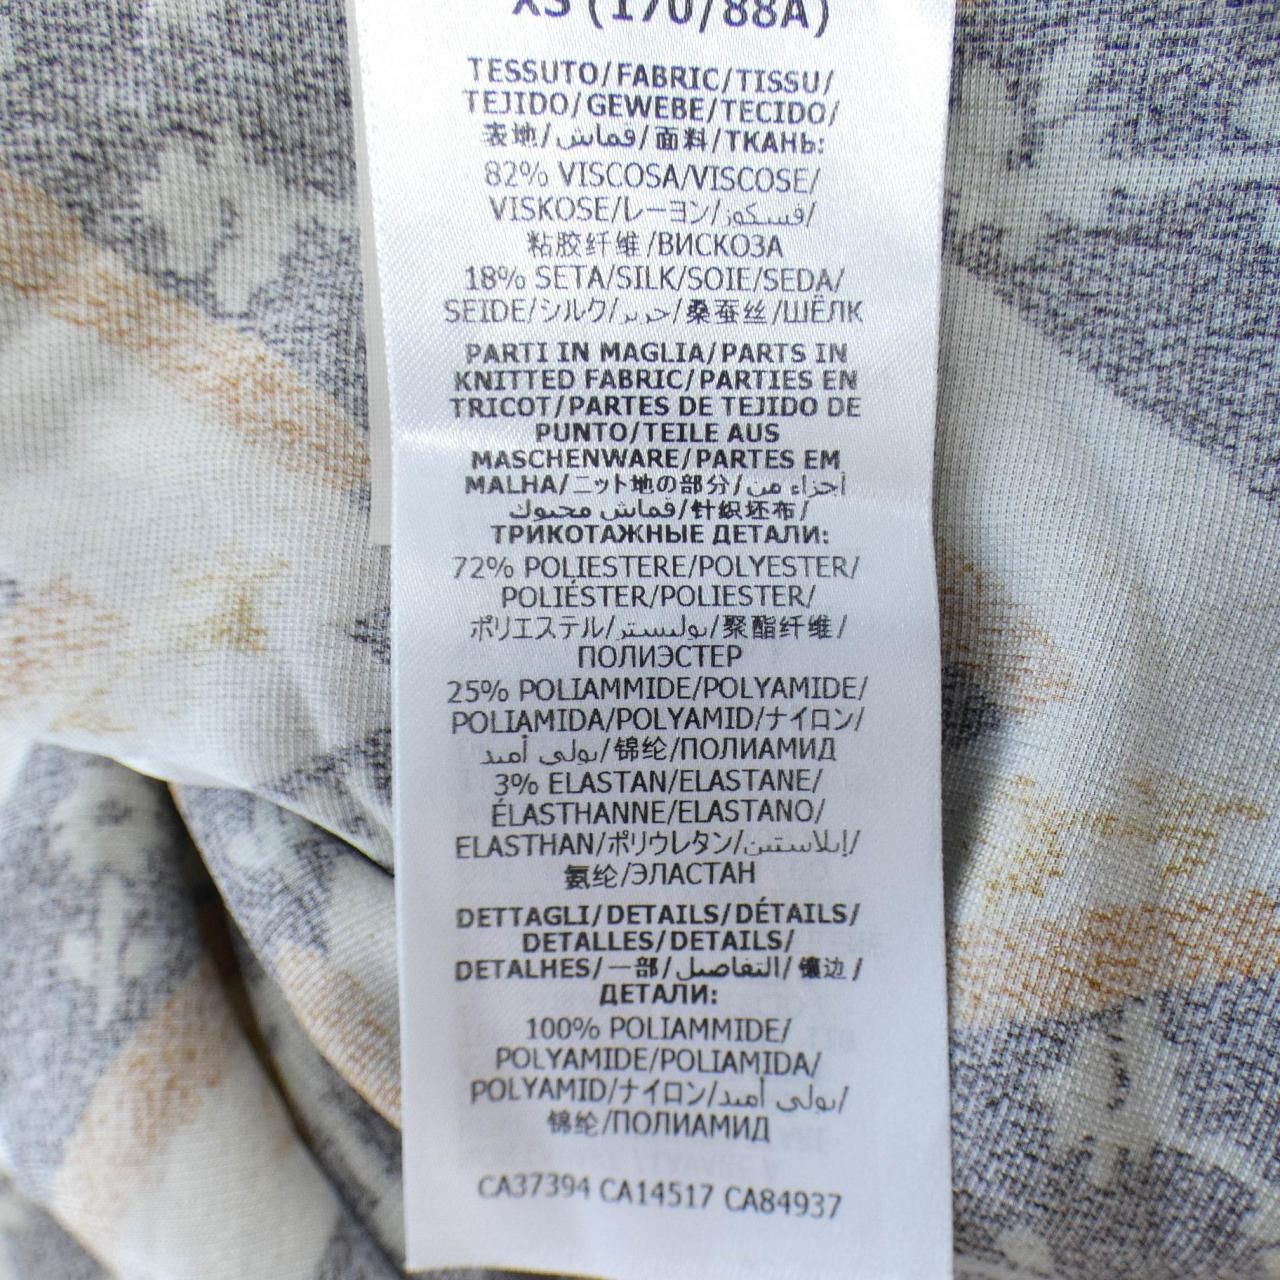 XS (170/88A)
TESSUTO/FABRIC/TISSU/
TEJIDO/GEWEBE/TECIDO/
表地/قماش/面料/ТКАНЬ:
82% VISCOSA/VISCOSE/
VISKOSE/レーヨン/فسكوز/
粘胶纤维/ВИСКОЗА
18% SETA/SILK/SOIE/SEDA/
SEIDE/シルク/حرير/桑蚕丝/ШЁЛК
PARTI IN MAGLIA/PARTS IN
KNITTED FABRIC/PARTIES EN
TRICOT/PARTES DE TEJIDO DE
PUNTO/TEILE AUS
MASCHENWARE/PARTES EM
MALHA/ニット地の部分/أجزاء من
قماش محبوك/针织坯布/
ТРИКОТАЖНЫЕ ДЕТАЛИ:
72% POLIESTERE/POLYESTER/
POLIÉSTER/POLIESTER/
ポリエステル/بوليستر/聚酯纤维/
ПОЛИЭСТЕР
25% POLIAMMIDE/POLYAMIDE/
POLIAMIDA/POLYAMID/ナイロン/
بولي أميد/锦纶/ПОЛИАМИД
3% ELASTAN/ELASTANE/
ÉLASTHANNE/ELASTANO/
ELASTHAN/ポリウレタン/إيلاستين/
氨纶/ЭЛАСТАН
DETTAGLI/DETAILS/DÉTAILS/
DETALLES/DETAILS/
DETALHES/一部/التفاصيل/镶边/
ДЕТАЛИ:
100% POLIAMMIDE/
POLYAMIDE/POLIAMIDA/
POLYAMID/ナイロン/بولي أميد/
锦纶/ПОЛИАМИД
CA37394 CA14517 CA84937